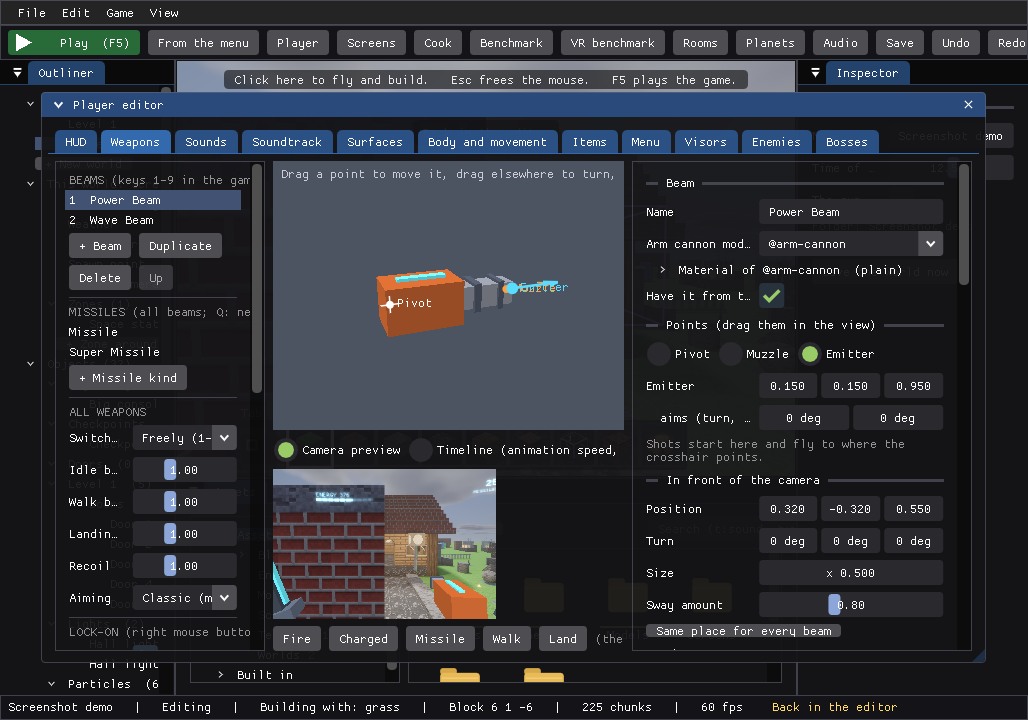 File Edit Game View
Play (F5) From the menu Player Screens Cook Benchmark VR benchmark Rooms Planets Audio Save Undo Redo
Outliner
Click here to fly and build. Esc frees the mouse. F5 plays the game.
Inspector
Player editor
HUD Weapons Sounds Soundtrack Surfaces Body and movement Items Menu Visors Enemies Bosses
BEAMS (keys 1-9 in the gam
1 Power Beam
2 Wave Beam
+ Beam Duplicate
Delete Up
MISSILES (all beams; Q: ne
Missile
Super Missile
+ Missile kind
ALL WEAPONS
Switch… Freely (1-
Idle b… 1.00
Walk b… 1.00
Landin… 1.00
Recoil 1.00
Aiming Classic (m
LOCK-ON (right mouse butto
Drag a point to move it, drag elsewhere to turn,
Pivot
Camera preview Timeline (animation speed,
Fire Charged Missile Walk Land (the
Beam
Name Power Beam
Arm cannon mod… @arm-cannon
Material of @arm-cannon (plain)
Have it from t…
Points (drag them in the view)
Pivot Muzzle Emitter
Emitter 0.150 0.150 0.950
aims (turn, … 0 deg 0 deg
Shots start here and fly to where the
crosshair points.
In front of the camera
Position 0.320 -0.320 0.550
Turn 0 deg 0 deg 0 deg
Size x 0.500
Sway amount 0.80
Same place for every beam
Particles (6
Built in
Screenshot demo | Editing | Building with: grass | Block 6 1 -6 | 225 chunks | 60 fps Back in the editor